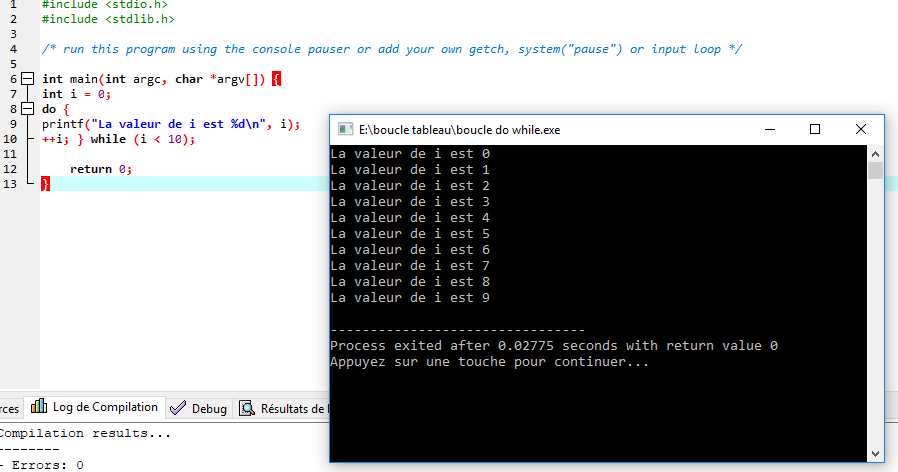 1 #include <stdio.h>
2 #include <stdlib.h>
3
4 /* run this program using the console pauser or add your own getch, system("pause") or input loop */
5
6 int main(int argc, char *argv[]) {
7 int i = 0;
8 do {
9 printf("La valeur de i est %d\n", i);
10 ++i; } while (i < 10);
11
12 return 0;
13 }
E:\boucle tableau\boucle do while.exe
La valeur de i est 0
La valeur de i est 1
La valeur de i est 2
La valeur de i est 3
La valeur de i est 4
La valeur de i est 5
La valeur de i est 6
La valeur de i est 7
La valeur de i est 8
La valeur de i est 9
--------------------------------
Process exited after 0.02775 seconds with return value 0
Appuyez sur une touche pour continuer...
rces Log de Compilation Debug Résultats de
Compilation results...
--------
- Errors: 0